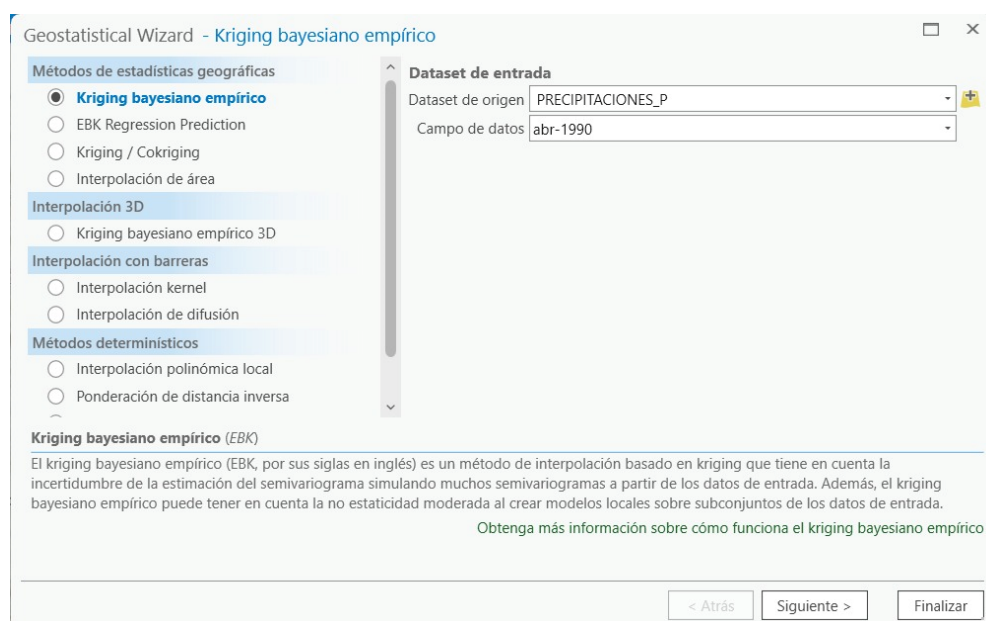 Geostatistical Wizard - Kriging bayesiano empírico
Métodos de estadísticas geográficas
Kriging bayesiano empírico
EBK Regression Prediction
Kriging / Cokriging
Interpolación de área
Interpolación 3D
Kriging bayesiano empírico 3D
Interpolación con barreras
Interpolación kernel
Interpolación de difusión
Métodos determinísticos
Interpolación polinómica local
Ponderación de distancia inversa
Dataset de entrada
Dataset de origen PRECIPITACIONES_P
Campo de datos abr-1990
Kriging bayesiano empírico (EBK)
El kriging bayesiano empírico (EBK, por sus siglas en inglés) es un método de interpolación basado en kriging que tiene en cuenta la
incertidumbre de la estimación del semivariograma simulando muchos semivariogramas a partir de los datos de entrada. Además, el kriging
bayesiano empírico puede tener en cuenta la no estaticidad moderada al crear modelos locales sobre subconjuntos de los datos de entrada.
Obtenga más información sobre cómo funciona el kriging bayesiano empírico
< Atrás
Siguiente >
Finalizar